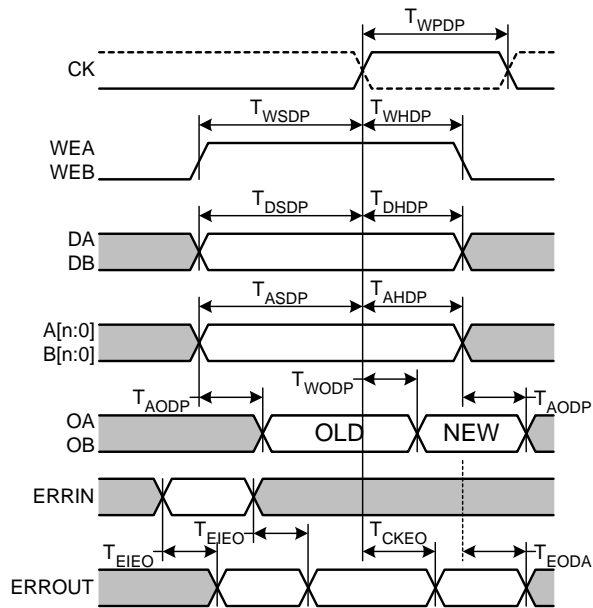 TWPDP
CK
TWSDP TWHDP
WEA
WEB
TDSDP TDHDP
DA
DB
TASDP TAHDP
A[n:0]
B[n:0]
TWODP
TAODP TAODP
OA
OB
OLD NEW
ERRIN
TEIEO TCKEO
TEIEO TEODA
ERROUT